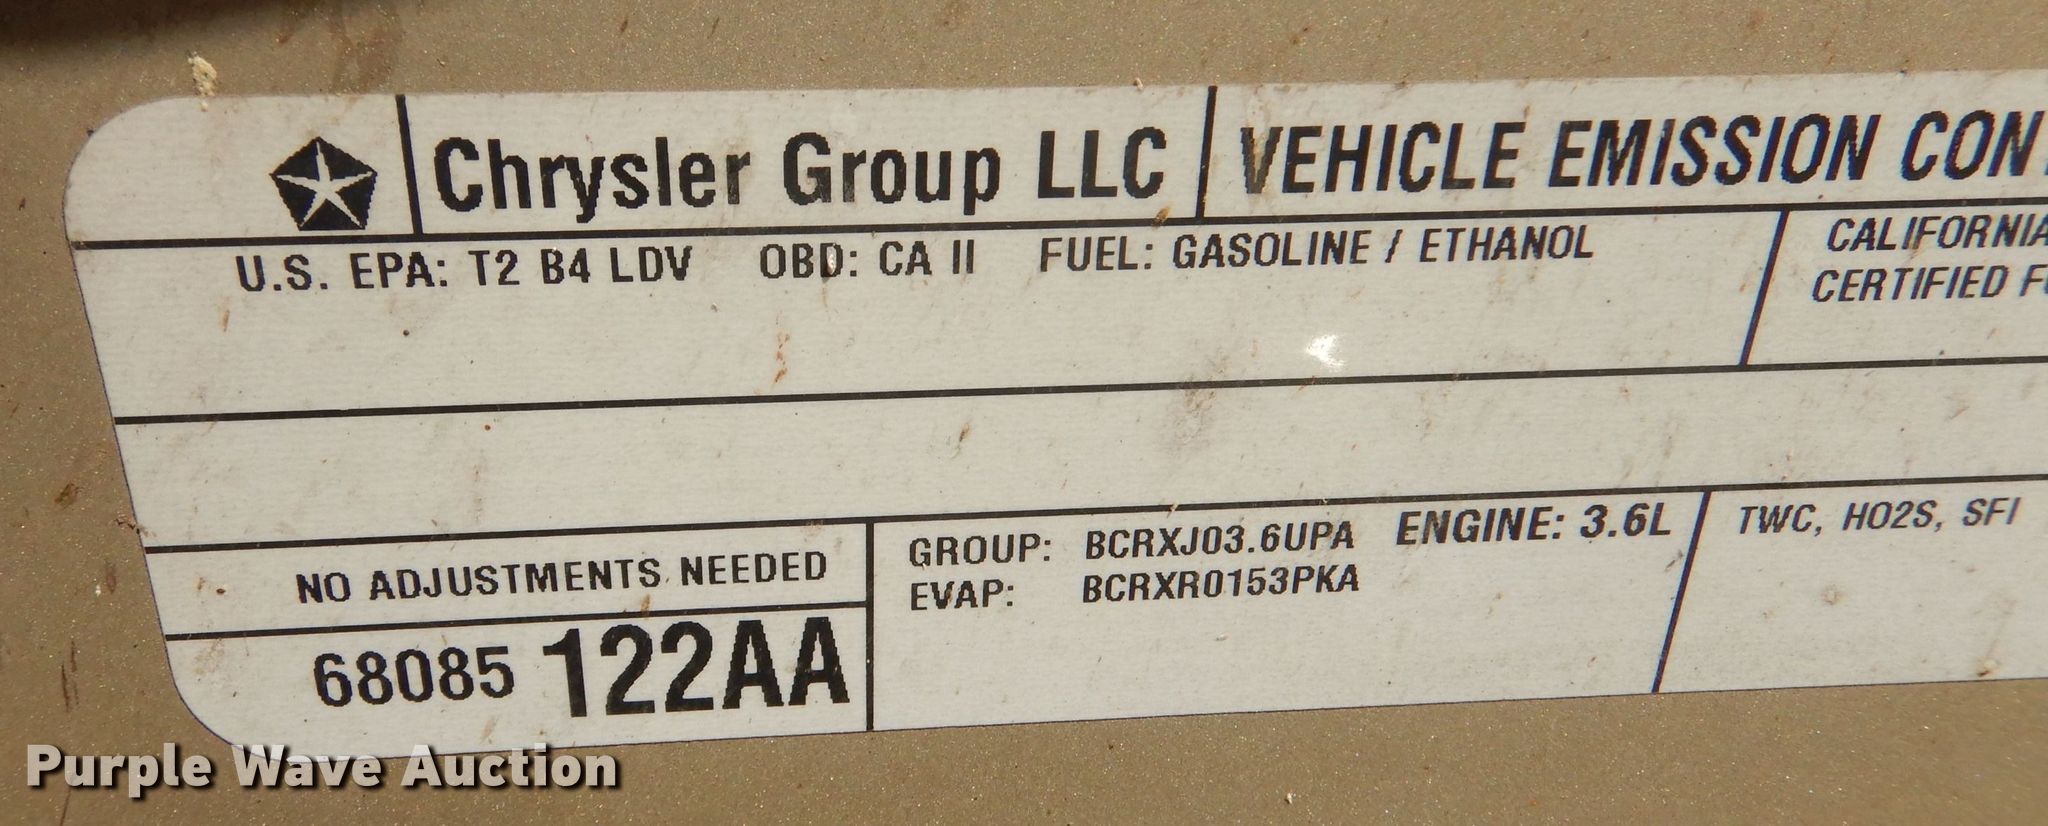 Chrysler Group LLC VEHICLE EMISSION
U.S. EPA: T2 B4 LDV OBD: CA II FUEL: GASOLINE / ETHANOL
CALIFORNIA
CERTIFIED
NO ADJUSTMENTS NEEDED
68085 122AA
GROUP: BCRXJ03.6UPA ENGINE: 3.6L
EVAP: BCRXR0153PKA
TWC, HO2S, SFI
Purple Wave Auction